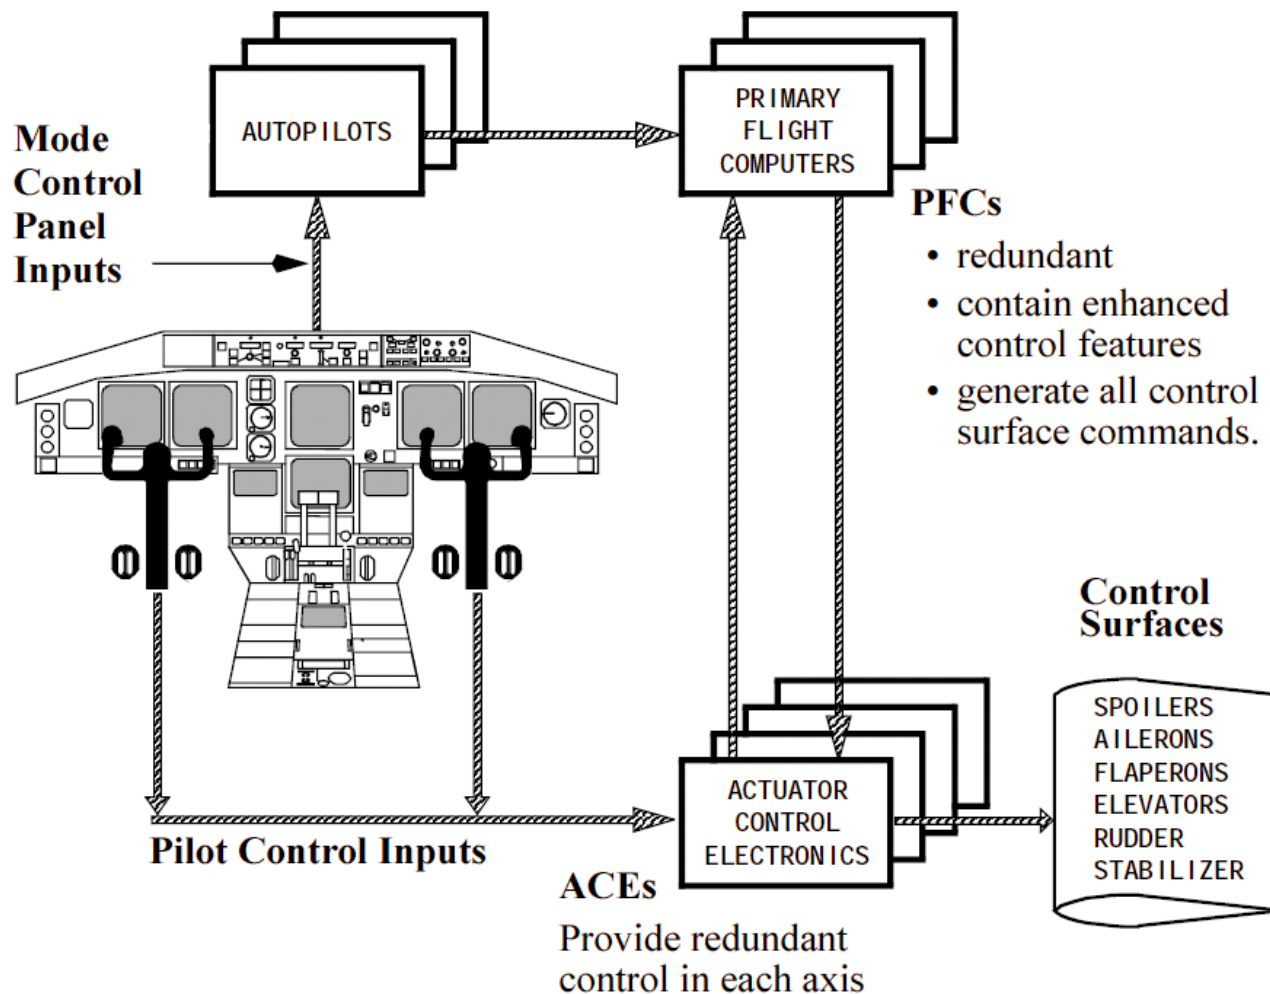 AUTOPILOTS
PRIMARY
FLIGHT
COMPUTERS
Mode
Control
Panel
Inputs
PFCs
• redundant
• contain enhanced
control features
• generate all control
surface commands.
Control
Surfaces
SPOILERS
AILERONS
FLAPERONS
ELEVATORS
RUDDER
STABILIZER
ACTUATOR
CONTROL
ELECTRONICS
Pilot Control Inputs
ACEs
Provide redundant
control in each axis